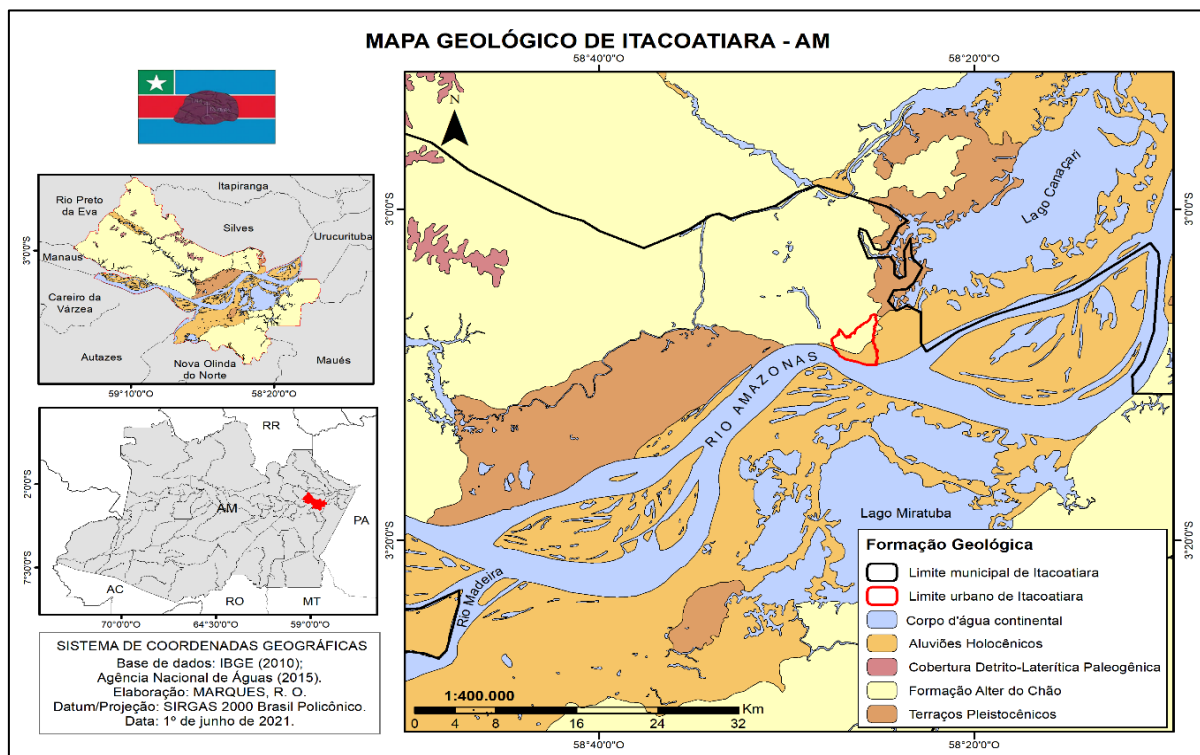 MAPA GEOLÓGICO DE ITACOATIARA - AM
58°40'0"O
58°20'0"O
N
3°0'0"S
3°0'0"S
3°20'0"S
3°20'0"S
Lago Canaçari
RIO AMAZONAS
Lago Miratuba
Rio Madeira
58°40'0"O
58°20'0"O
Itapiranga
Rio Preto
da Eva
Silves
Urucurituba
3°0'0"S
Manaus
Careiro da
Várzea
Autazes
Nova Olinda
do Norte
Maués
59°10'0"O
58°20'0"O
RR
2°0'0"S
AM
PA
7°30'0"S
AC
RO
MT
70°0'0"O
64°30'0"O
59°0'0"O
SISTEMA DE COORDENADAS GEOGRÁFICAS
Base de dados: IBGE (2010);
Agência Nacional de Águas (2015).
Elaboração: MARQUES, R. O.
Datum/Projeção: SIRGAS 2000 Brasil Policônico.
Data: 1º de junho de 2021.
1:400.000
Km
0 4 8 16 24 32
Formação Geológica
Limite municipal de Itacoatiara
Limite urbano de Itacoatiara
Corpo d'água continental
Aluviões Holocênicos
Cobertura Detrito-Laterítica Paleogênica
Formação Alter do Chão
Terraços Pleistocênicos